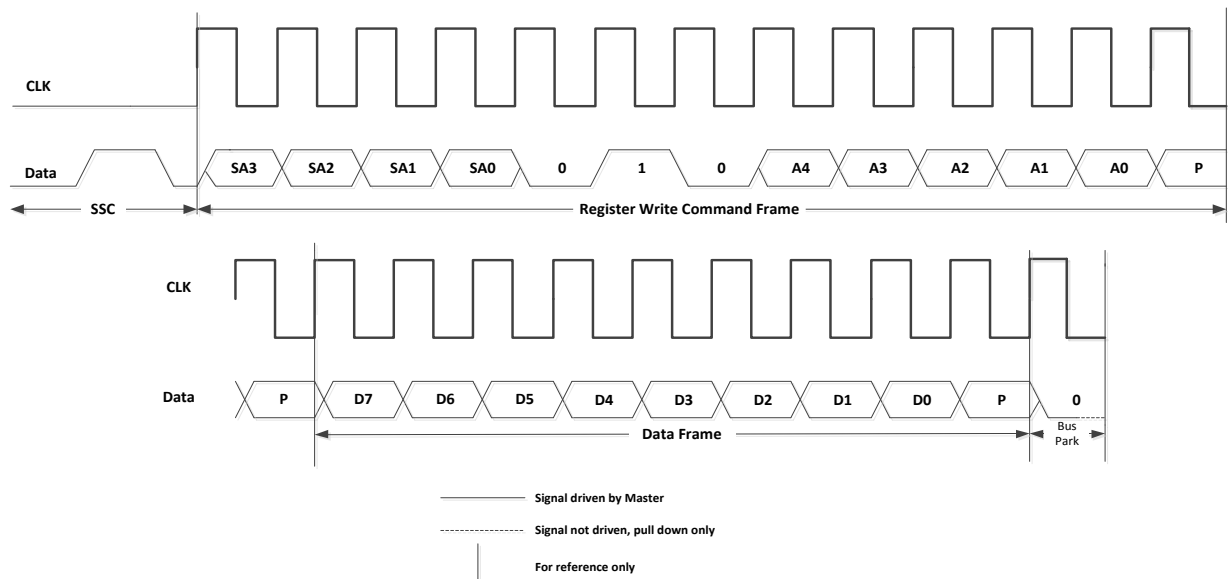 CLK
Data SA3 SA2 SA1 SA0 0 1 0 A4 A3 A2 A1 A0 P
SSC Register Write Command Frame
CLK
Data P D7 D6 D5 D4 D3 D2 D1 D0 P 0
Data Frame Bus
Park
Signal driven by Master
Signal not driven, pull down only
For reference only